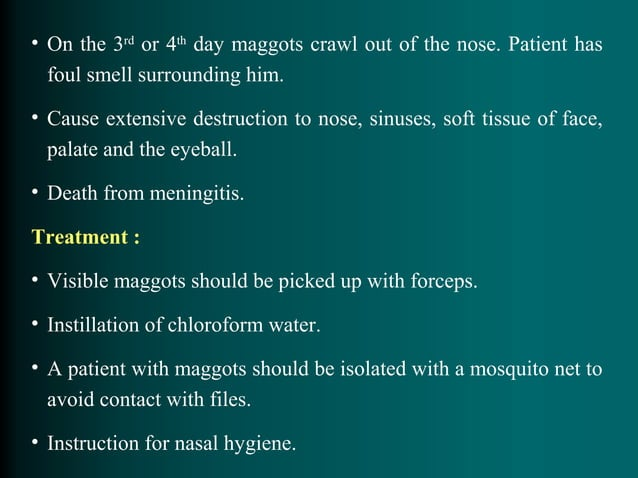 • On the 3rd or 4th day maggots crawl out of the nose. Patient has
foul smell surrounding him.
• Cause extensive destruction to nose, sinuses, soft tissue of face,
palate and the eyeball.
• Death from meningitis.
Treatment :
• Visible maggots should be picked up with forceps.
• Instillation of chloroform water.
• A patient with maggots should be isolated with a mosquito net to
avoid contact with files.
• Instruction for nasal hygiene.